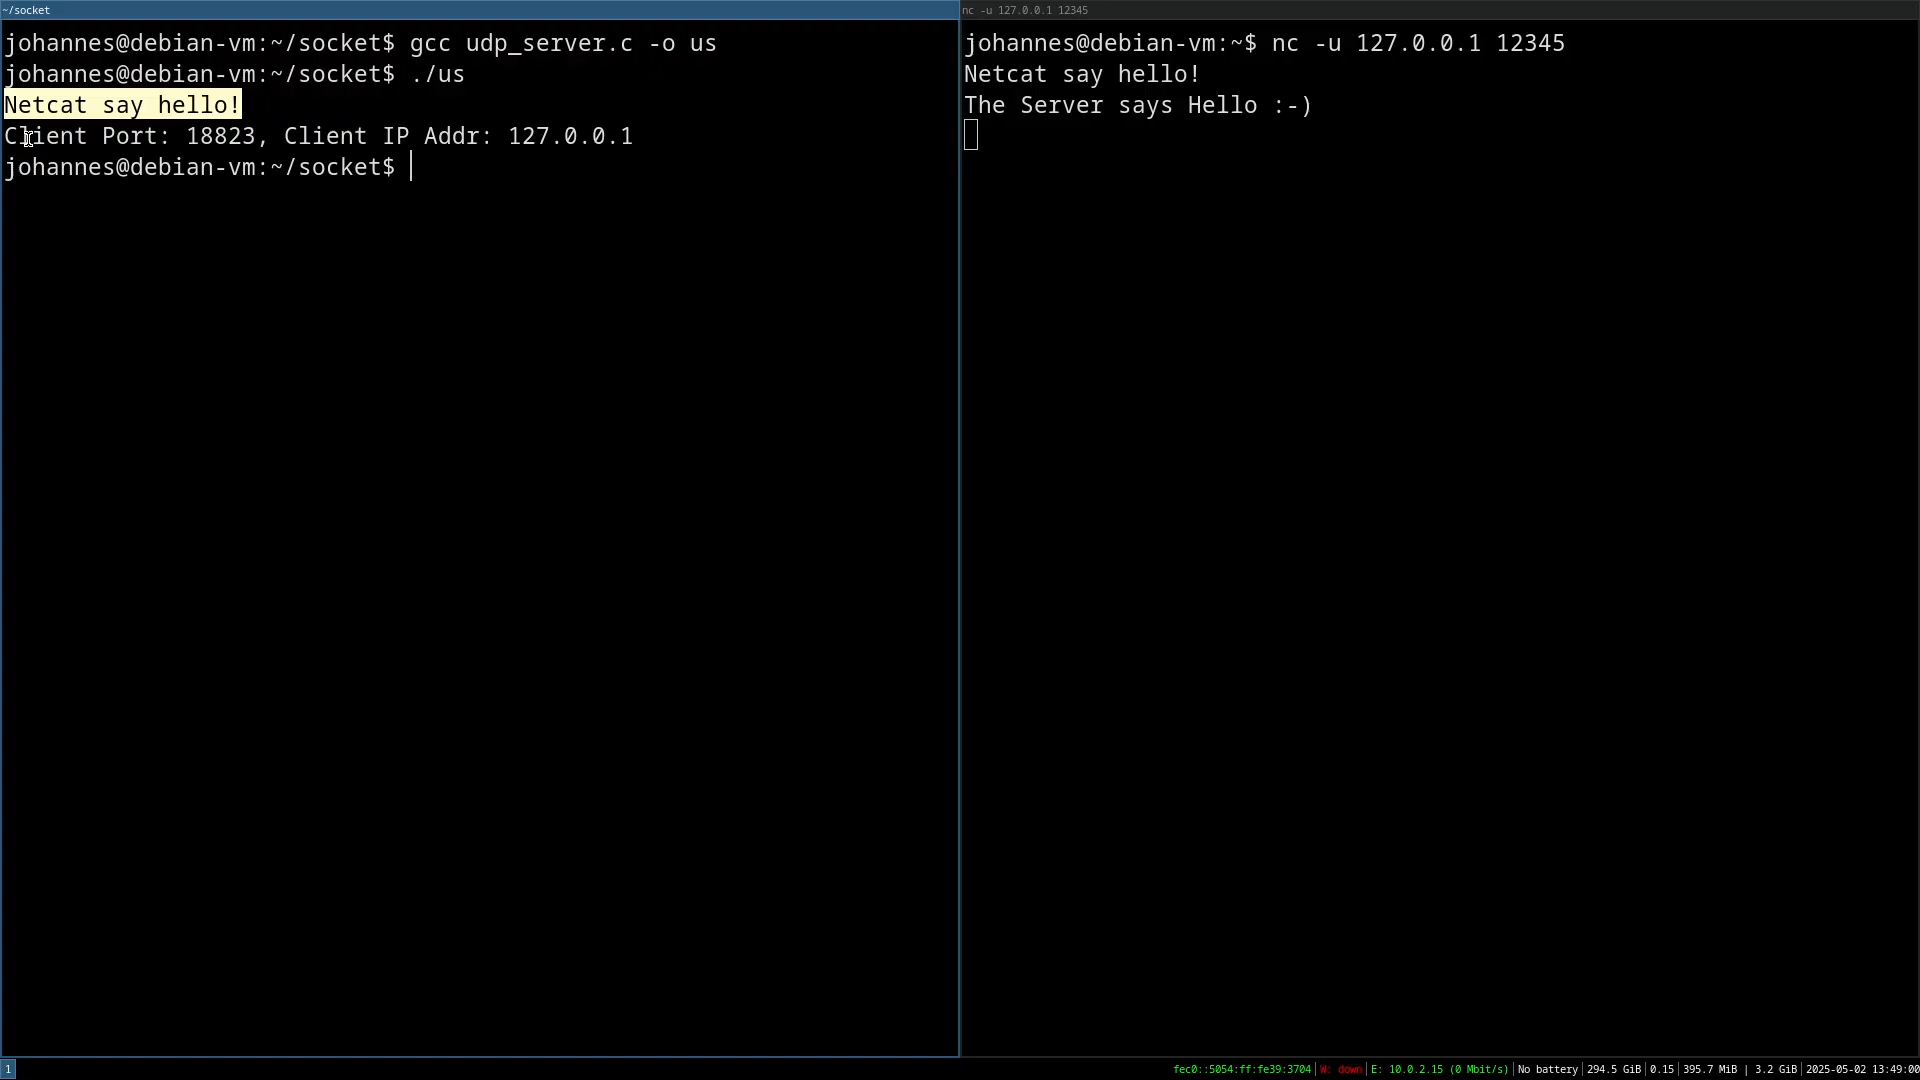 ~/socket
johannes@debian-vm:~/socket$ gcc udp_server.c -o us
johannes@debian-vm:~/socket$ ./us
Netcat say hello!
Client Port: 18823, Client IP Addr: 127.0.0.1
johannes@debian-vm:~/socket$
nc -u 127.0.0.1 12345
johannes@debian-vm:~$ nc -u 127.0.0.1 12345
Netcat say hello!
The Server says Hello :-)
1
fec0::5054:ff:fe39:3704 | W: down | E: 10.0.2.15 (0 Mbit/s) | No battery | 294.5 GiB | 0.15 | 395.7 MiB | 3.2 GiB | 2025-05-02 13:49:00